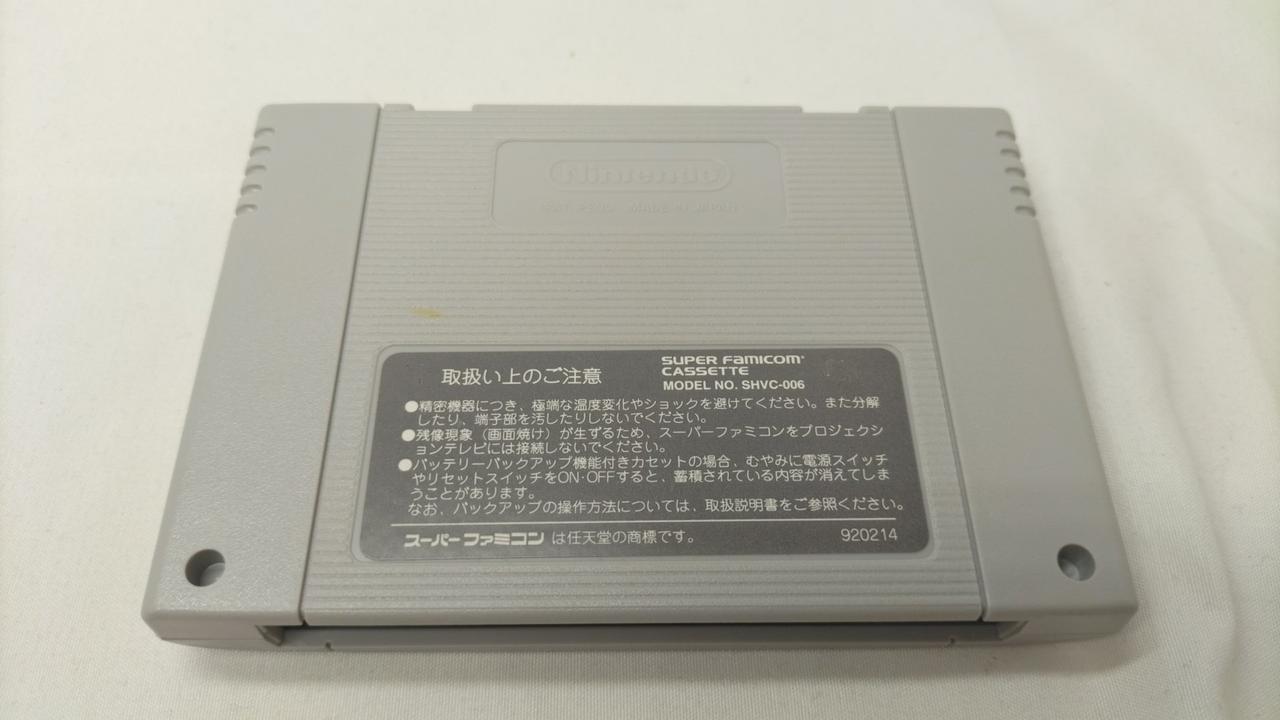 Nintendo
MADE IN JAPAN
取扱い上のご注意
SUPER FAMICOM
CASSETTE
MODEL NO. SHVC-006
●精密機器につき、極端な温度変化やショックを避けてください。また分解
したり、端子部を汚したりしないでください。
●残像現象（画面焼け）が生ずるため、スーパーファミコンをプロジェクシ
ョンテレビには接続しないでください。
●バッテリーバックアップ機能付きカセットの場合、むやみに電源スイッチ
やリセットスイッチをON・OFFすると、蓄積されている内容が消えてしま
うことがあります。
なお、バックアップの操作方法については、取扱説明書をご参照ください。
スーパーファミコン は任天堂の商標です。
920214